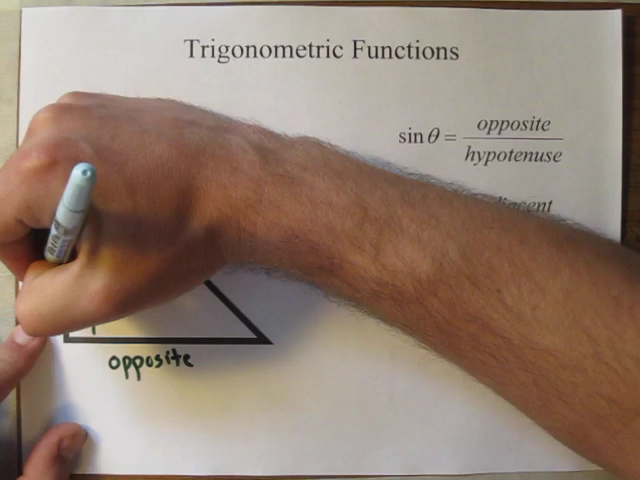 Trigonometric Functions
sin θ = opposite / hypotenuse
opposite